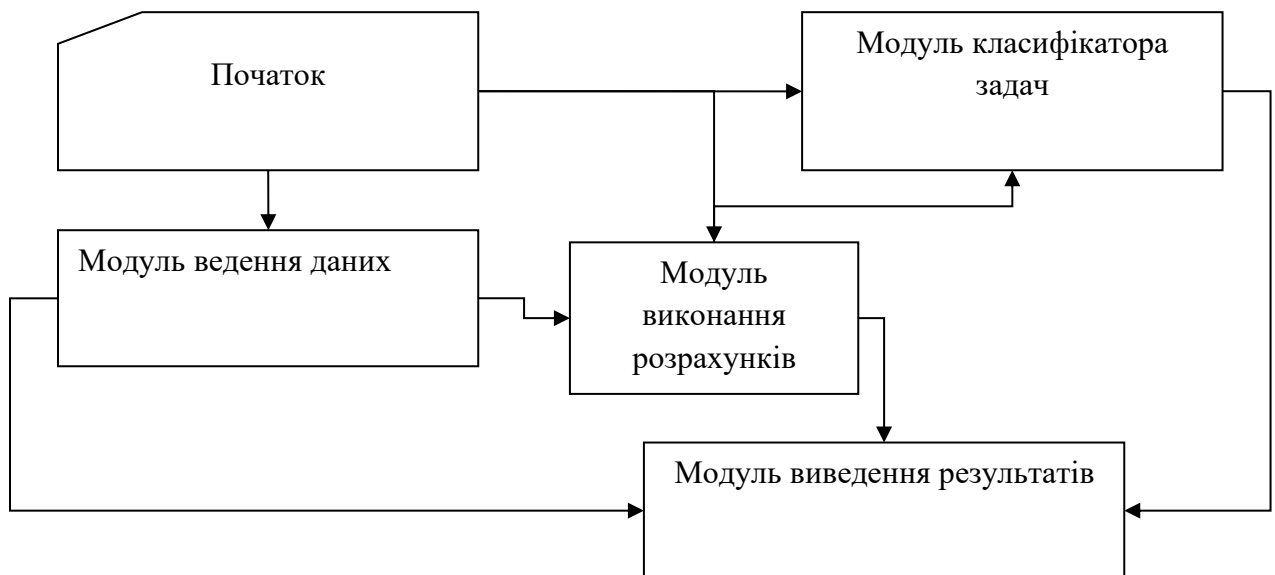 Початок
Модуль класифікатора
задач
Модуль ведення даних
Модуль
виконання
розрахунків
Модуль виведення результатів